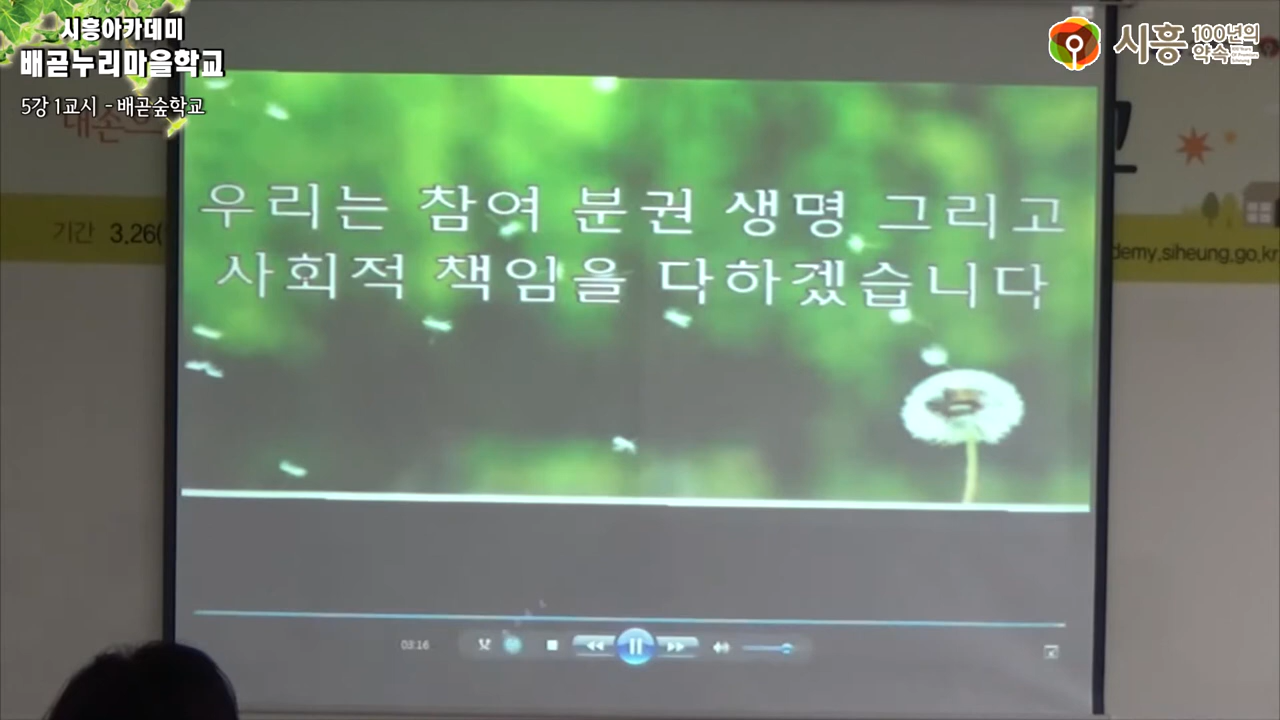 시흥아카데미
배곧누리마을학교
5강 1교시 - 배곧숲학교
시흥 100년의
약속
기간 3.26(
demy.siheung.go.kr
우리는 참여 분권 생명 그리고
사회적 책임을 다하겠습니다
03:16